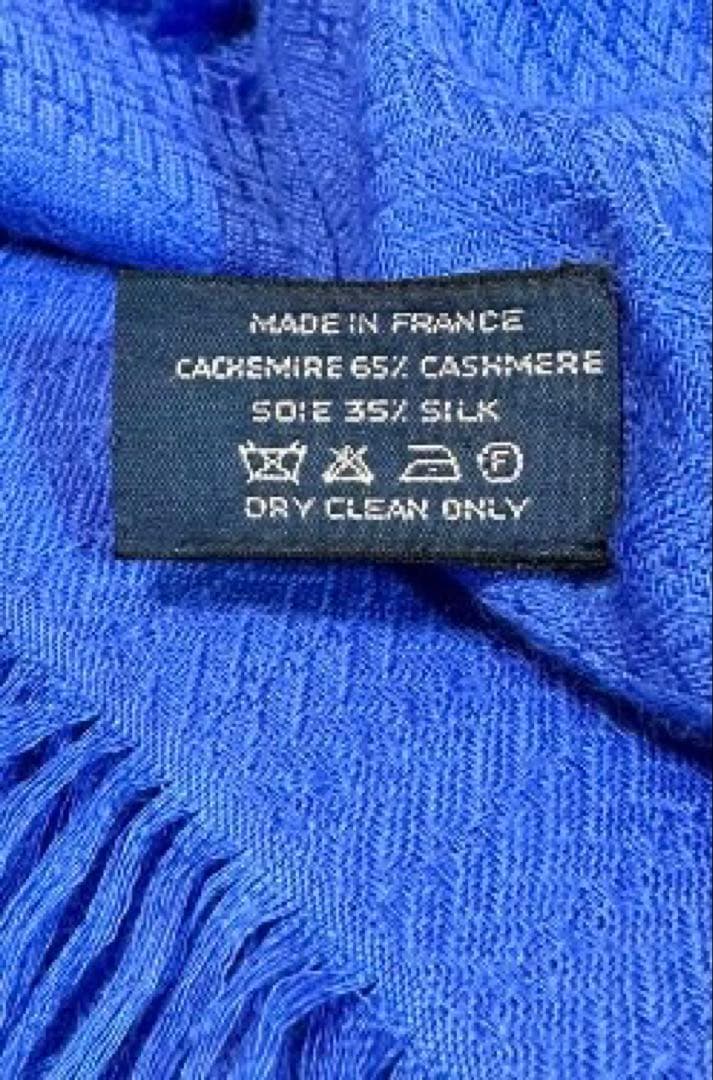 MADE IN FRANCE
CACHEMIRE 65% CASHMERE
SOIE 35% SILK
F
DRY CLEAN ONLY